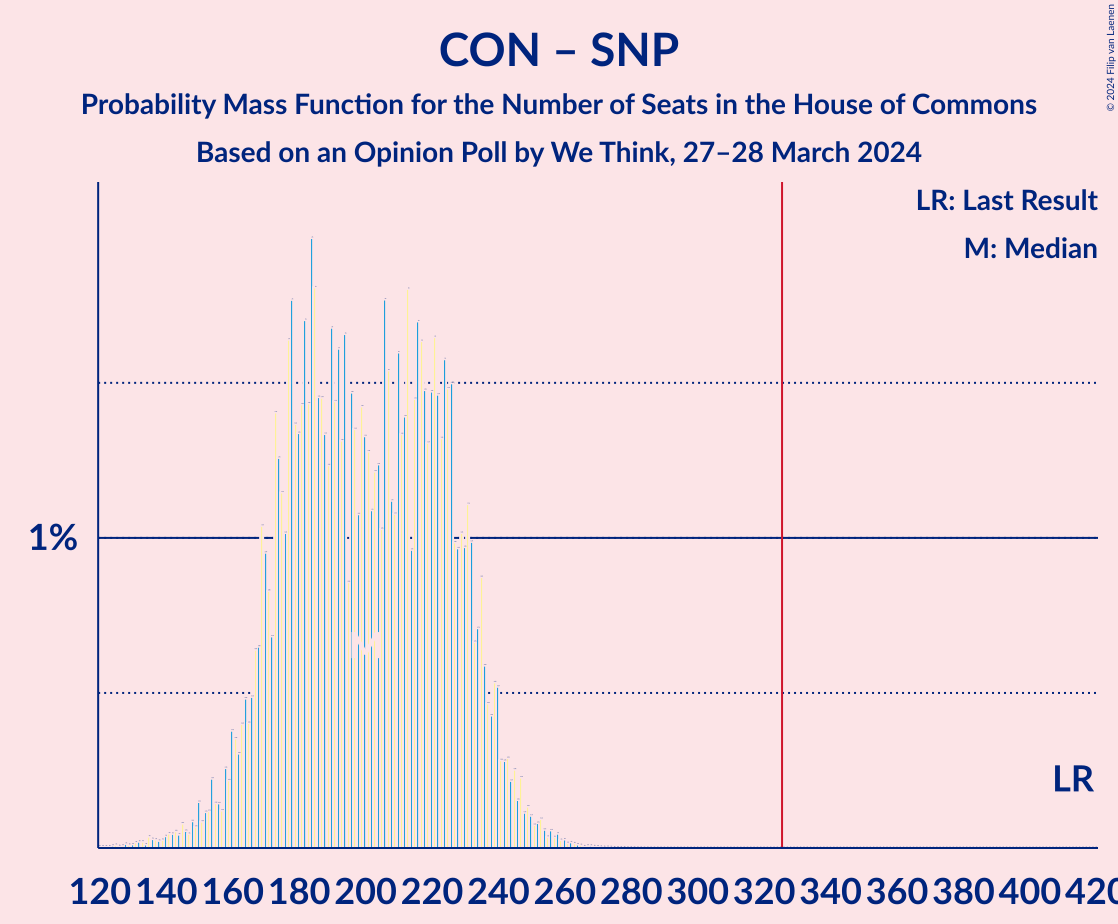 CON – SNP
Probability Mass Function for the Number of Seats in the House of Commons
Based on an Opinion Poll by We Think, 27–28 March 2024
© 2024 Filip van Laenen
LR: Last Result
M: Median
1%
LR
120 140 160 180 200 220 240 260 280 300 320 340 360 380 400 420